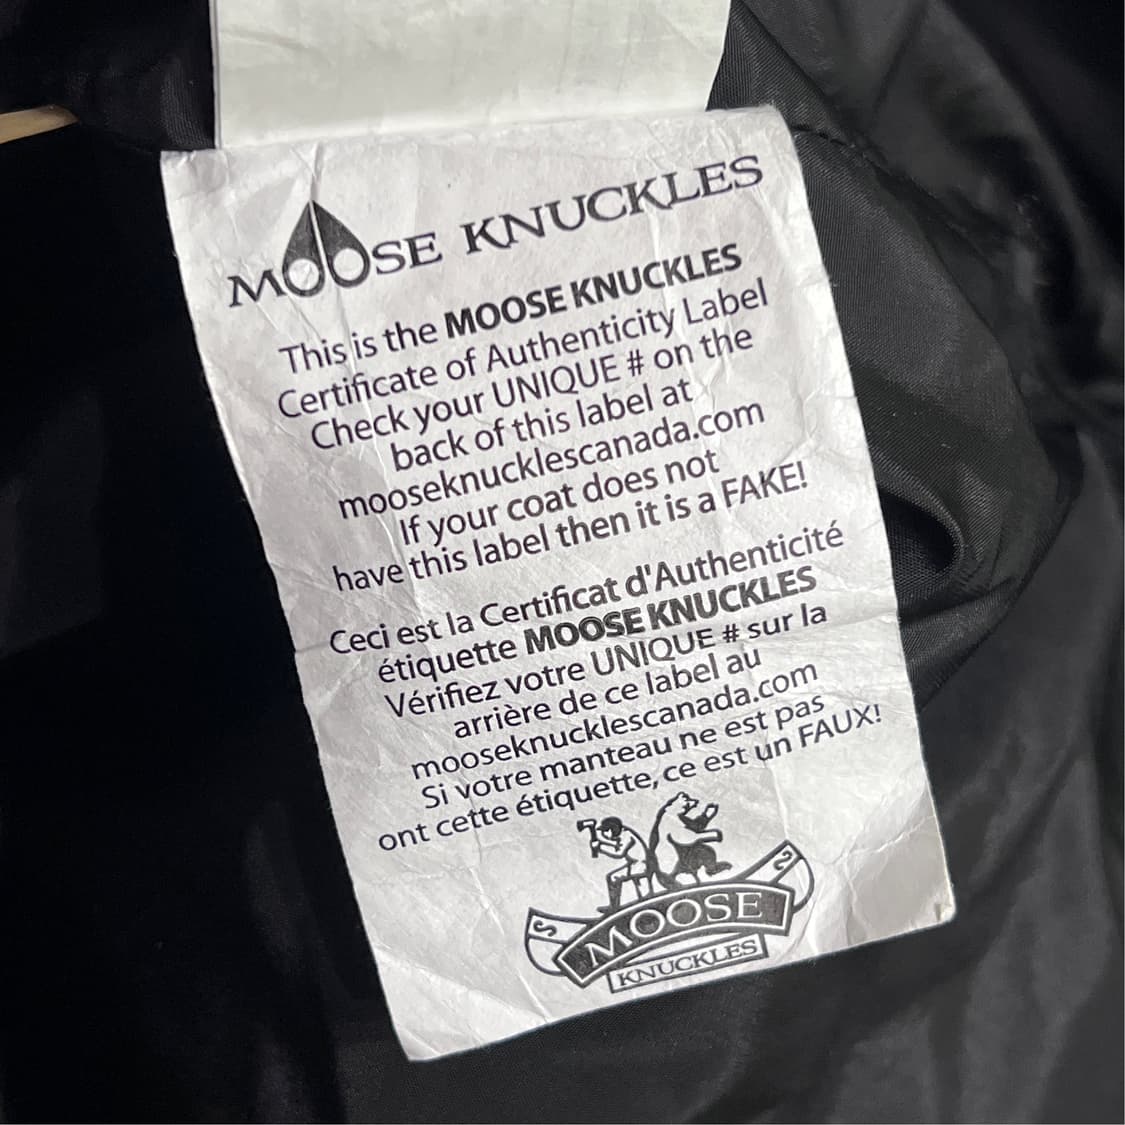 MOOSE KNUCKLES
This is the MOOSE KNUCKLES
Certificate of Authenticity Label
Check your UNIQUE # on the
back of this label at
mooseknucklescanada.com
If your coat does not
have this label then it is a FAKE!
Ceci est la Certificat d'Authenticité
étiquette MOOSE KNUCKLES
Vérifiez votre UNIQUE # sur la
arrière de ce label au
mooseknucklescanada.com
Si votre manteau ne est pas
ont cette étiquette, ce est un FAUX!
MOOSE
KNUCKLES